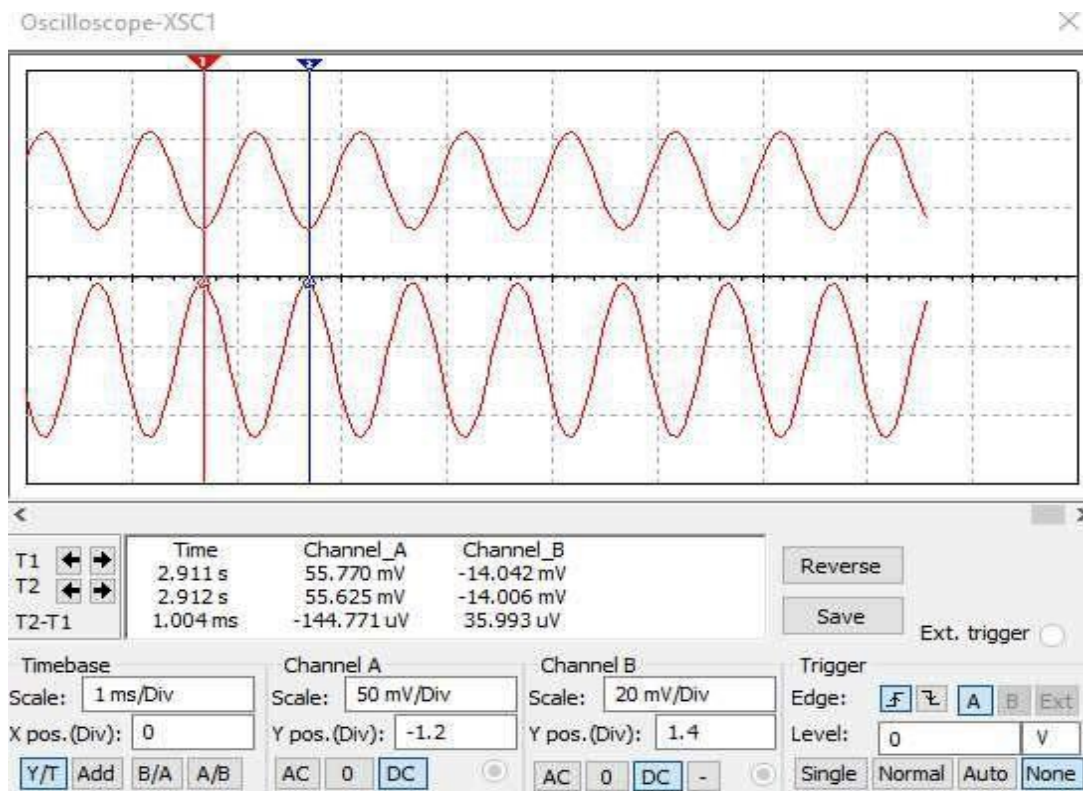 Oscilloscope-XSC1
1 2
T1
T2
T2-T1
Time Channel_A Channel_B
2.911 s 55.770 mV -14.042 mV
2.912 s 55.625 mV -14.006 mV
1.004 ms -144.771 uV 35.993 uV
Reverse
Save
Ext. trigger
Timebase
Scale: 1 ms/Div
X pos.(Div): 0
Y/T Add B/A A/B
Channel A
Scale: 50 mV/Div
Y pos.(Div): -1.2
AC 0 DC
Channel B
Scale: 20 mV/Div
Y pos.(Div): 1.4
AC 0 DC -
Trigger
Edge: A B Ext
Level: 0 V
Single Normal Auto None